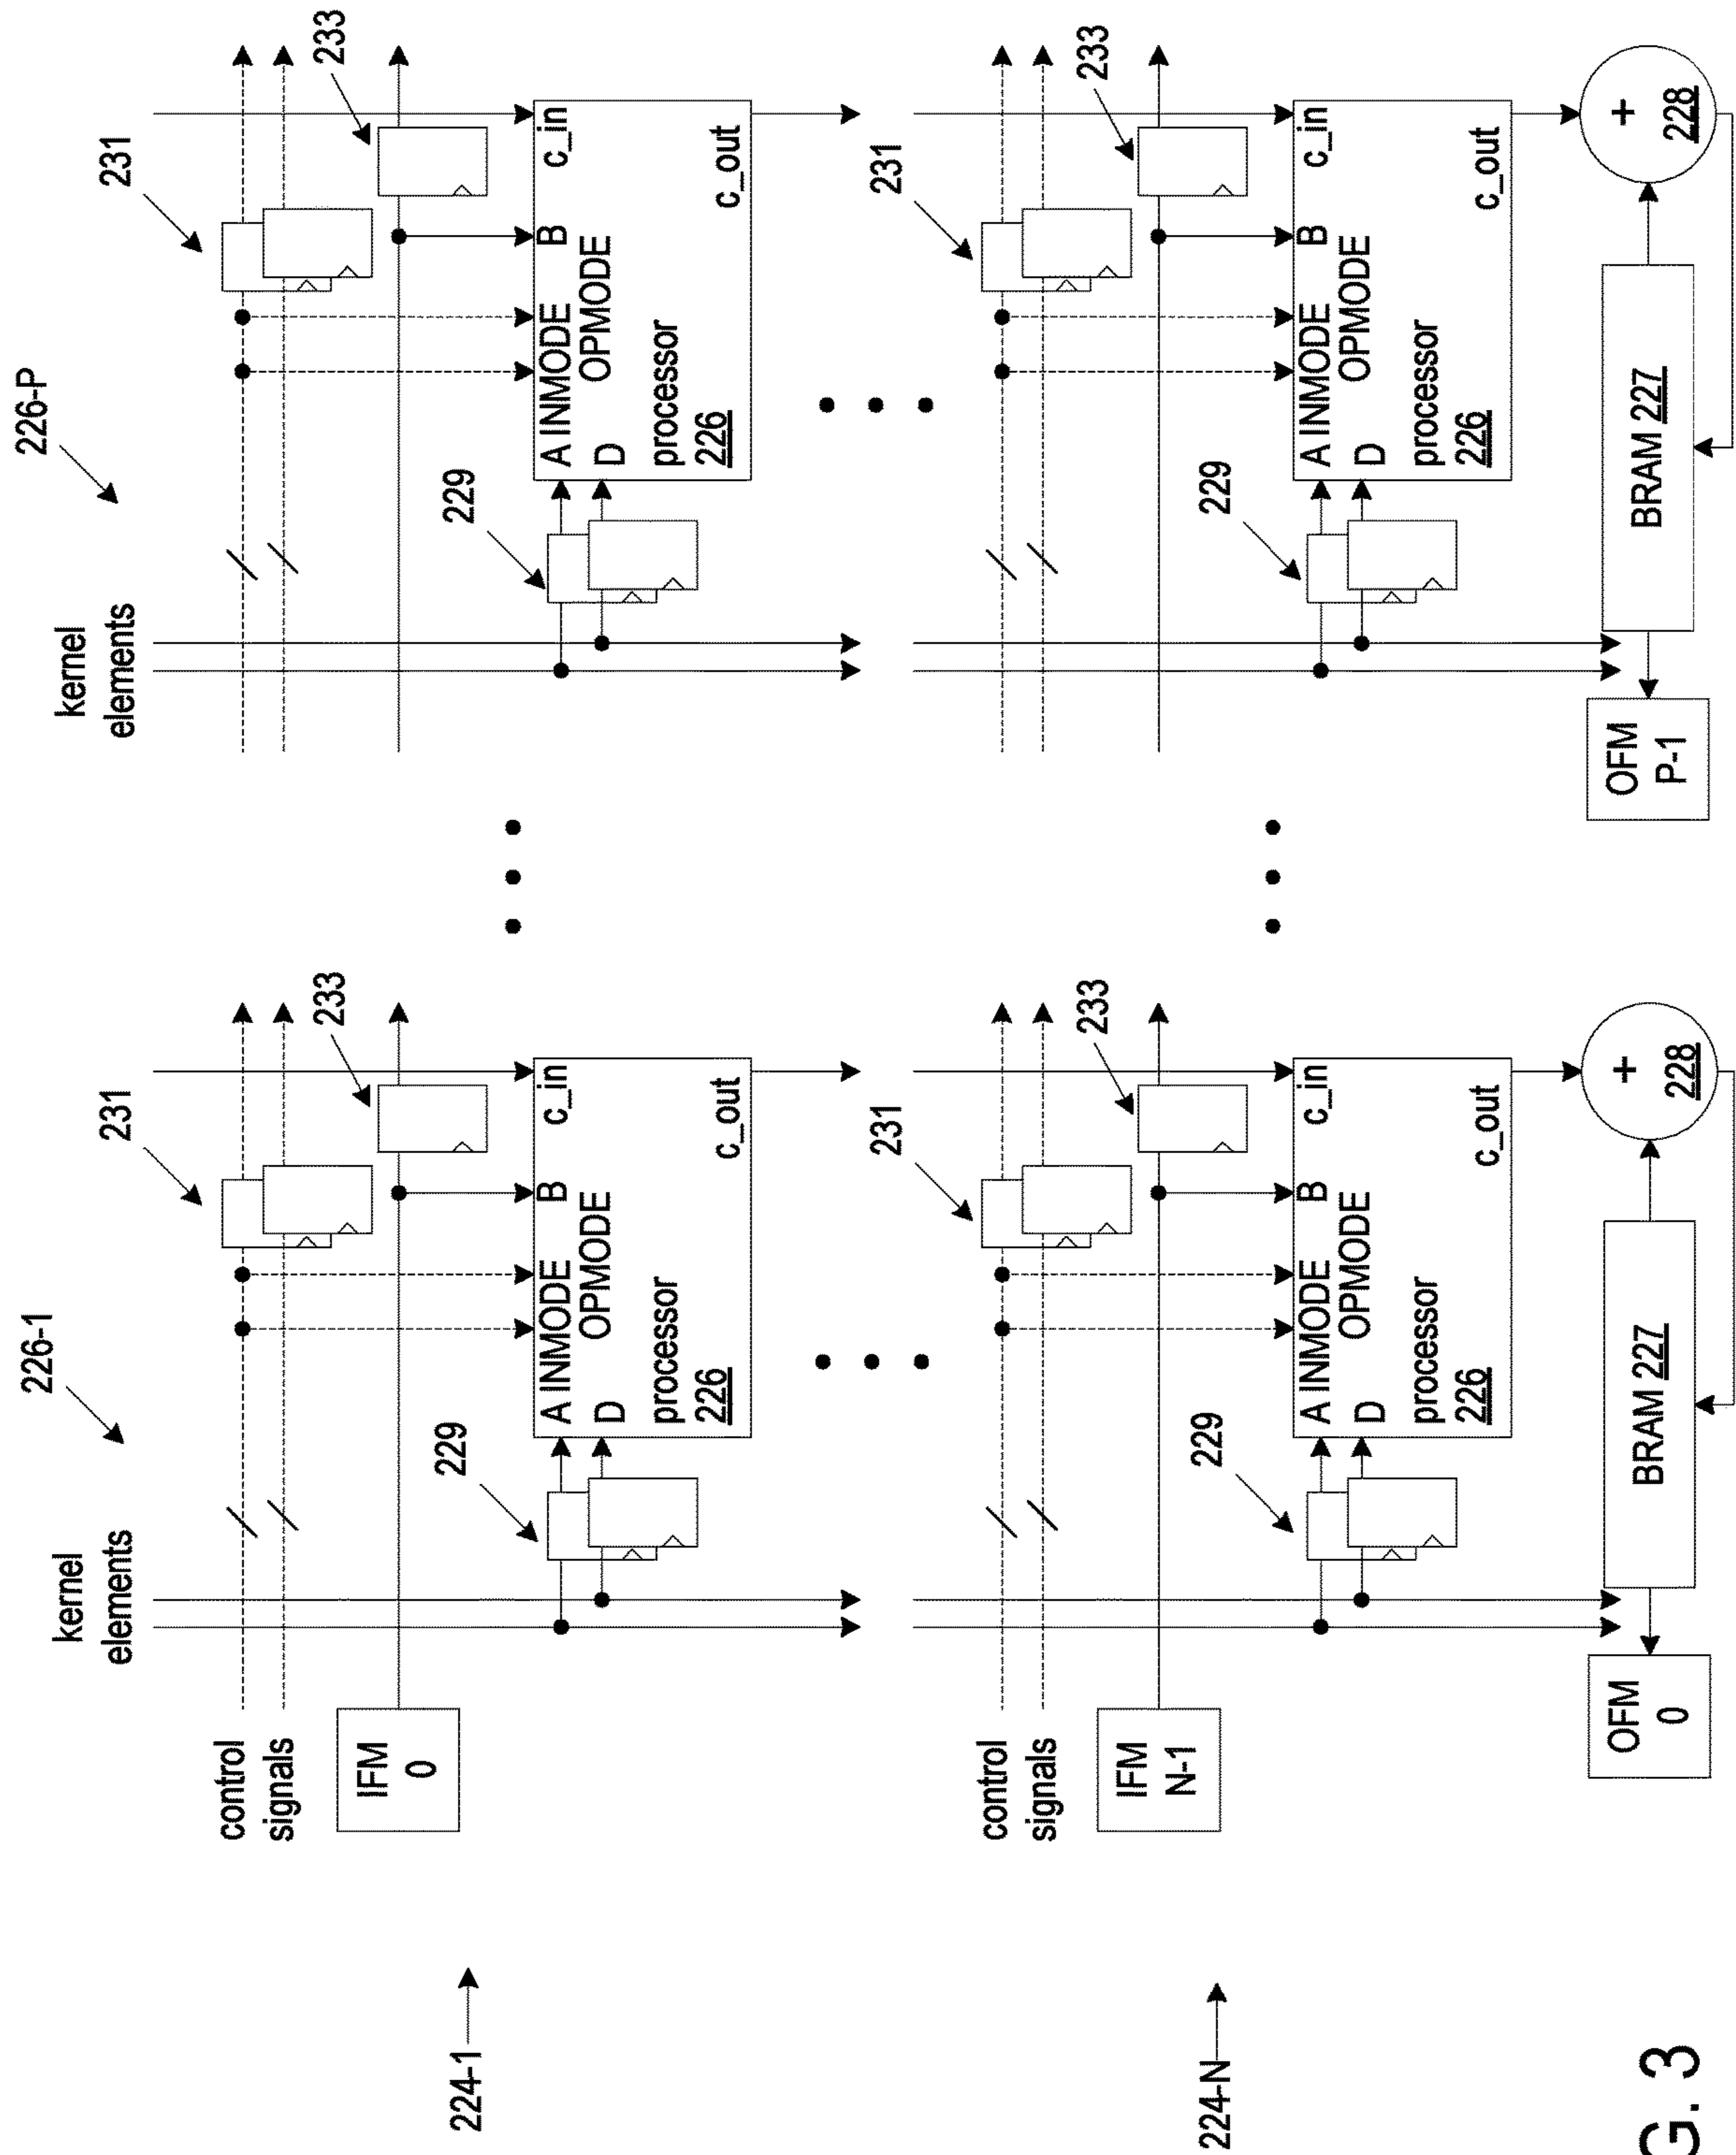 226-1
226-P
kernel
elements
kernel
elements
231
231
control
signals
233
233
IFM
0
229
229
224-1
A INMODE B c_in
D OPMODE
processor
226
c_out
A INMODE B c_in
D OPMODE
processor
226
c_out
231
231
control
signals
233
233
IFM
N-1
229
229
224-N
A INMODE B c_in
D OPMODE
processor
226
c_out
A INMODE B c_in
D OPMODE
processor
226
c_out
OFM
0
BRAM 227
+
228
OFM
P-1
BRAM 227
+
228
G. 3